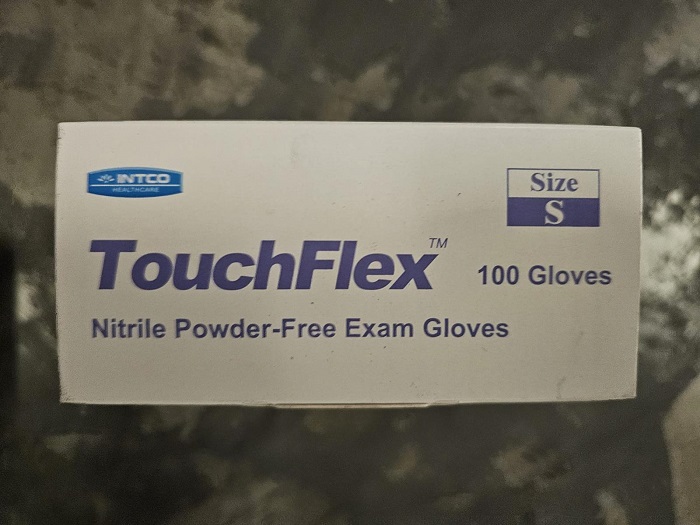 INTCO
HEALTHCARE
Size
S
TouchFlex™
100 Gloves
Nitrile Powder-Free Exam Gloves